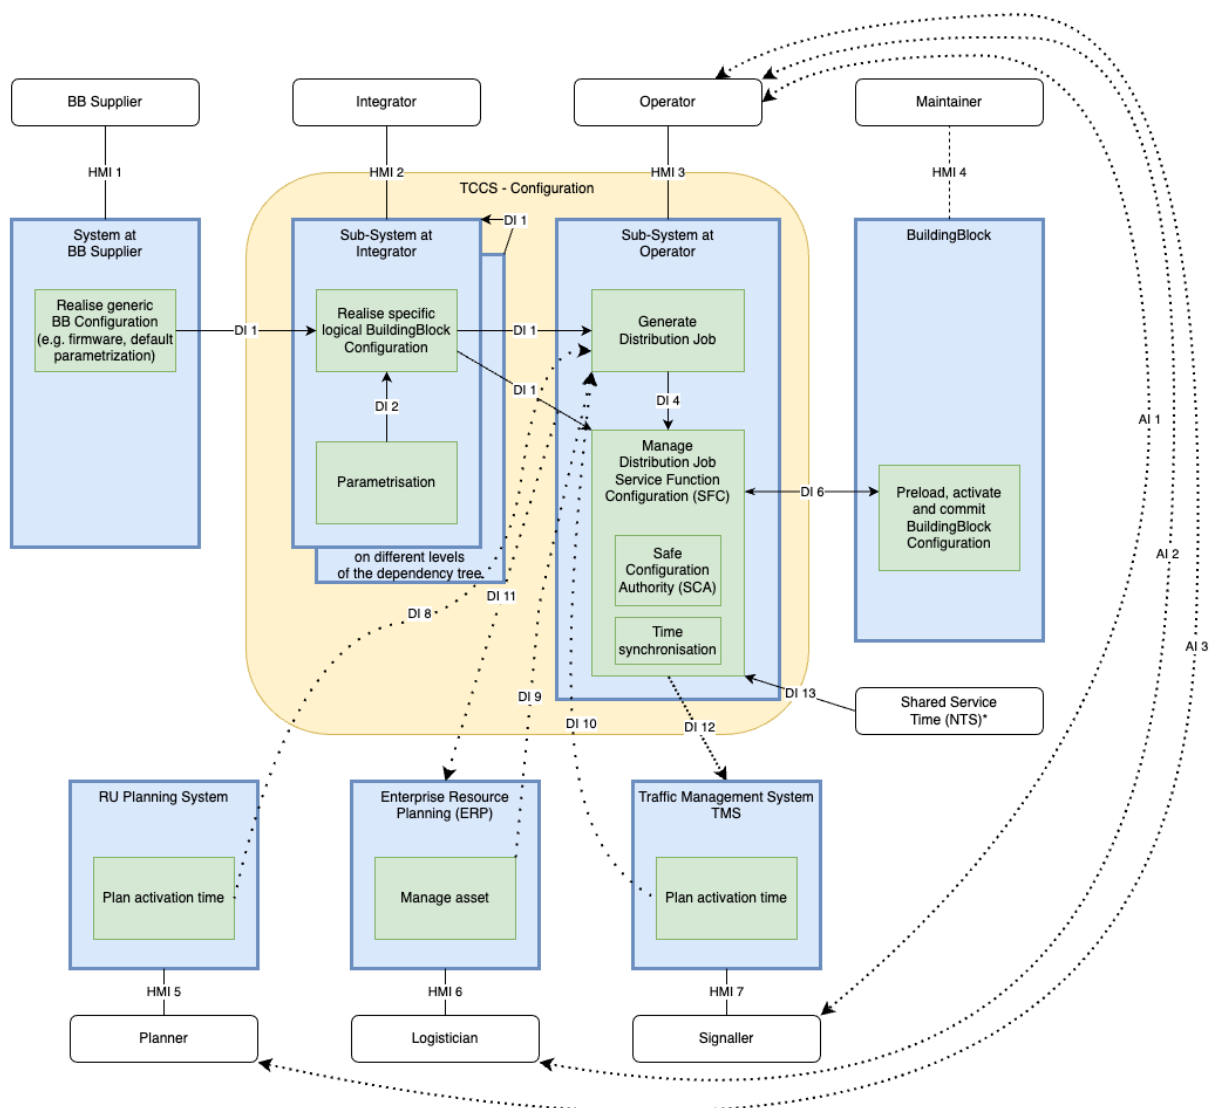 BB Supplier
Integrator
Operator
Maintainer
HMI 1
HMI 2
HMI 3
HMI 4
TCCS - Configuration
System at
BB Supplier
Sub-System at
Integrator
DI 1
Sub-System at
Operator
BuildingBlock
Realise generic
BB Configuration
(e.g. firmware, default
parametrization)
DI 1
Realise specific
logical BuildingBlock
Configuration
DI 1
Generate
Distribution Job
DI 1
DI 2
DI 4
AI 1
Parametrisation
Manage
Distribution Job
Service Function
Configuration (SFC)
DI 6
Preload, activate
and commit
BuildingBlock
Configuration
Safe
Configuration
Authority (SCA)
AI 2
on different levels
of the dependency tree.
DI 11
DI 8
Time
synchronisation
AI 3
DI 9
DI 10
DI 12
DI 13
Shared Service
Time (NTS)*
RU Planning System
Enterprise Resource
Planning (ERP)
Traffic Management System
TMS
Plan activation time
Manage asset
Plan activation time
HMI 5
HMI 6
HMI 7
Planner
Logistician
Signaller